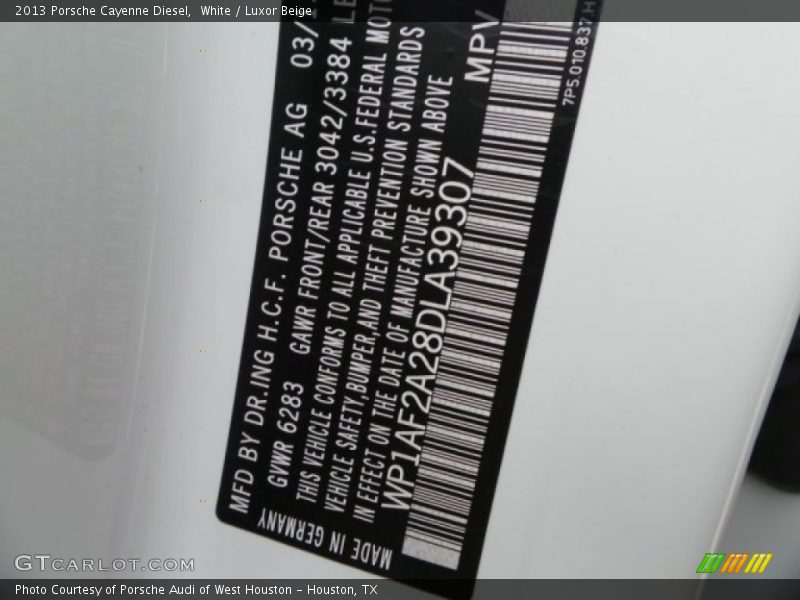 2013 Porsche Cayenne Diesel, White / Luxor Beige
MFD BY DR.ING H.C.F. PORSCHE AG 03/
GVWR 6283 GAWR FRONT/REAR 3042/3384
THIS VEHICLE CONFORMS TO ALL APPLICABLE U.S.FEDERAL
VEHICLE SAFETY,BUMPER,AND THEFT PREVENTION STANDARDS
IN EFFECT ON THE DATE OF MANUFACTURE SHOWN ABOVE
WP1AF2A28DLA39307 MPV
7P5.010.837
MADE IN GERMANY
GTCARLOT.COM
Photo Courtesy of Porsche Audi of West Houston - Houston, TX